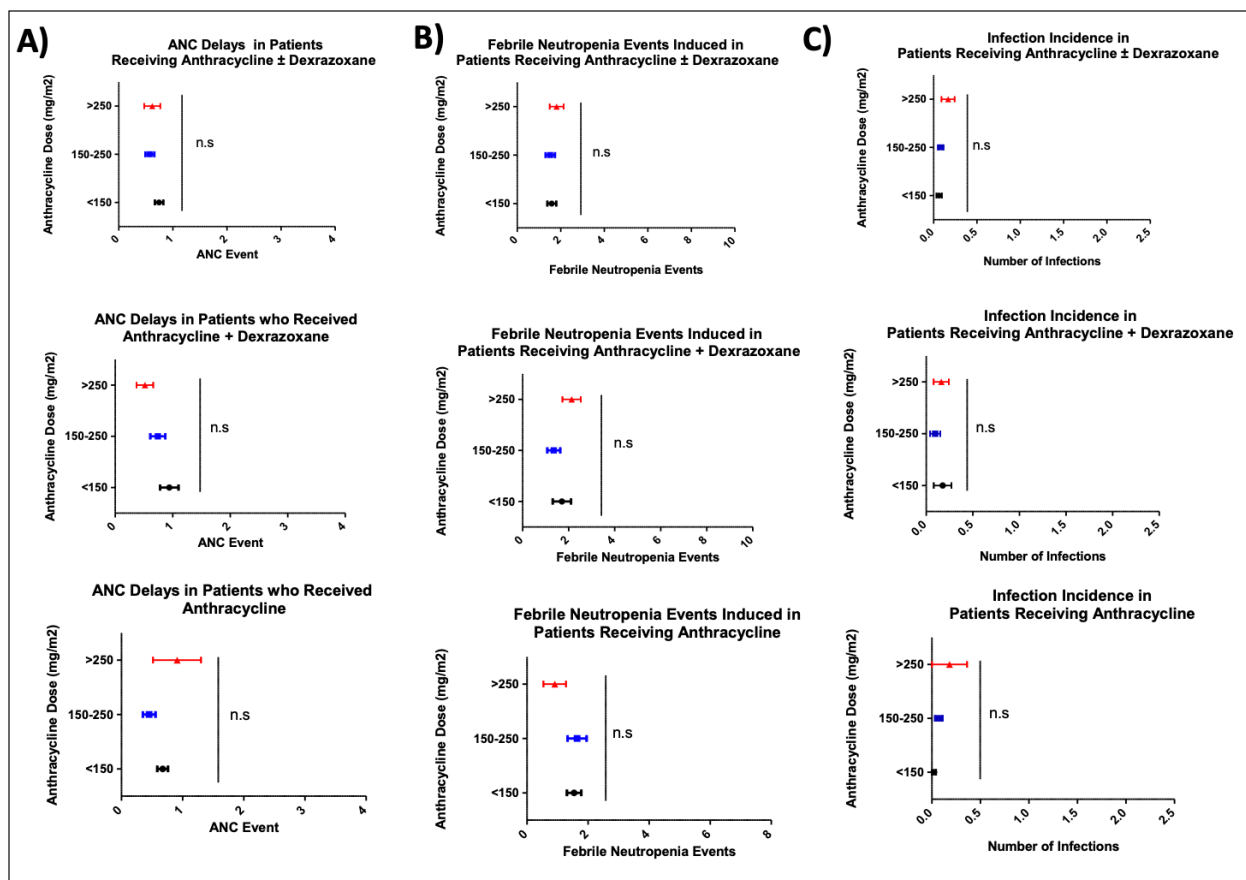 A)
ANC Delays in Patients
Receiving Anthracycline ± Dexrazoxane
Anthracycline Dose (mg/m2)
>250
150-250
<150
n.s
0 1 2 3 4
ANC Event
ANC Delays in Patients who Received
Anthracycline + Dexrazoxane
Anthracycline Dose (mg/m2)
>250
150-250
<150
n.s
0 1 2 3 4
ANC Event
ANC Delays in Patients who Received
Anthracycline
Anthracycline Dose (mg/m2)
>250
150-250
<150
n.s
0 1 2 3 4
ANC Event
B)
Febrile Neutropenia Events Induced in
Patients Receiving Anthracycline ± Dexrazoxane
Anthracycline Dose (mg/m2)
>250
150-250
<150
n.s
0 2 4 6 8 10
Febrile Neutropenia Events
Febrile Neutropenia Events Induced in
Patients Receiving Anthracycline + Dexrazoxane
Anthracycline Dose (mg/m2)
>250
150-250
<150
n.s
0 2 4 6 8 10
Febrile Neutropenia Events
Febrile Neutropenia Events Induced in
Patients Receiving Anthracycline
Anthracycline Dose (mg/m2)
>250
150-250
<150
n.s
0 2 4 6 8
Febrile Neutropenia Events
C)
Infection Incidence in
Patients Receiving Anthracycline ± Dexrazoxane
Anthracycline Dose (mg/m2)
>250
150-250
<150
n.s
0.0 0.5 1.0 1.5 2.0 2.5
Number of Infections
Infection Incidence in
Patients Receiving Anthracycline + Dexrazoxane
Anthracycline Dose (mg/m2)
>250
150-250
<150
n.s
0.0 0.5 1.0 1.5 2.0 2.5
Number of Infections
Infection Incidence in
Patients Receiving Anthracycline
Anthracycline Dose (mg/m2)
>250
150-250
<150
n.s
0.0 0.5 1.0 1.5 2.0 2.5
Number of Infections